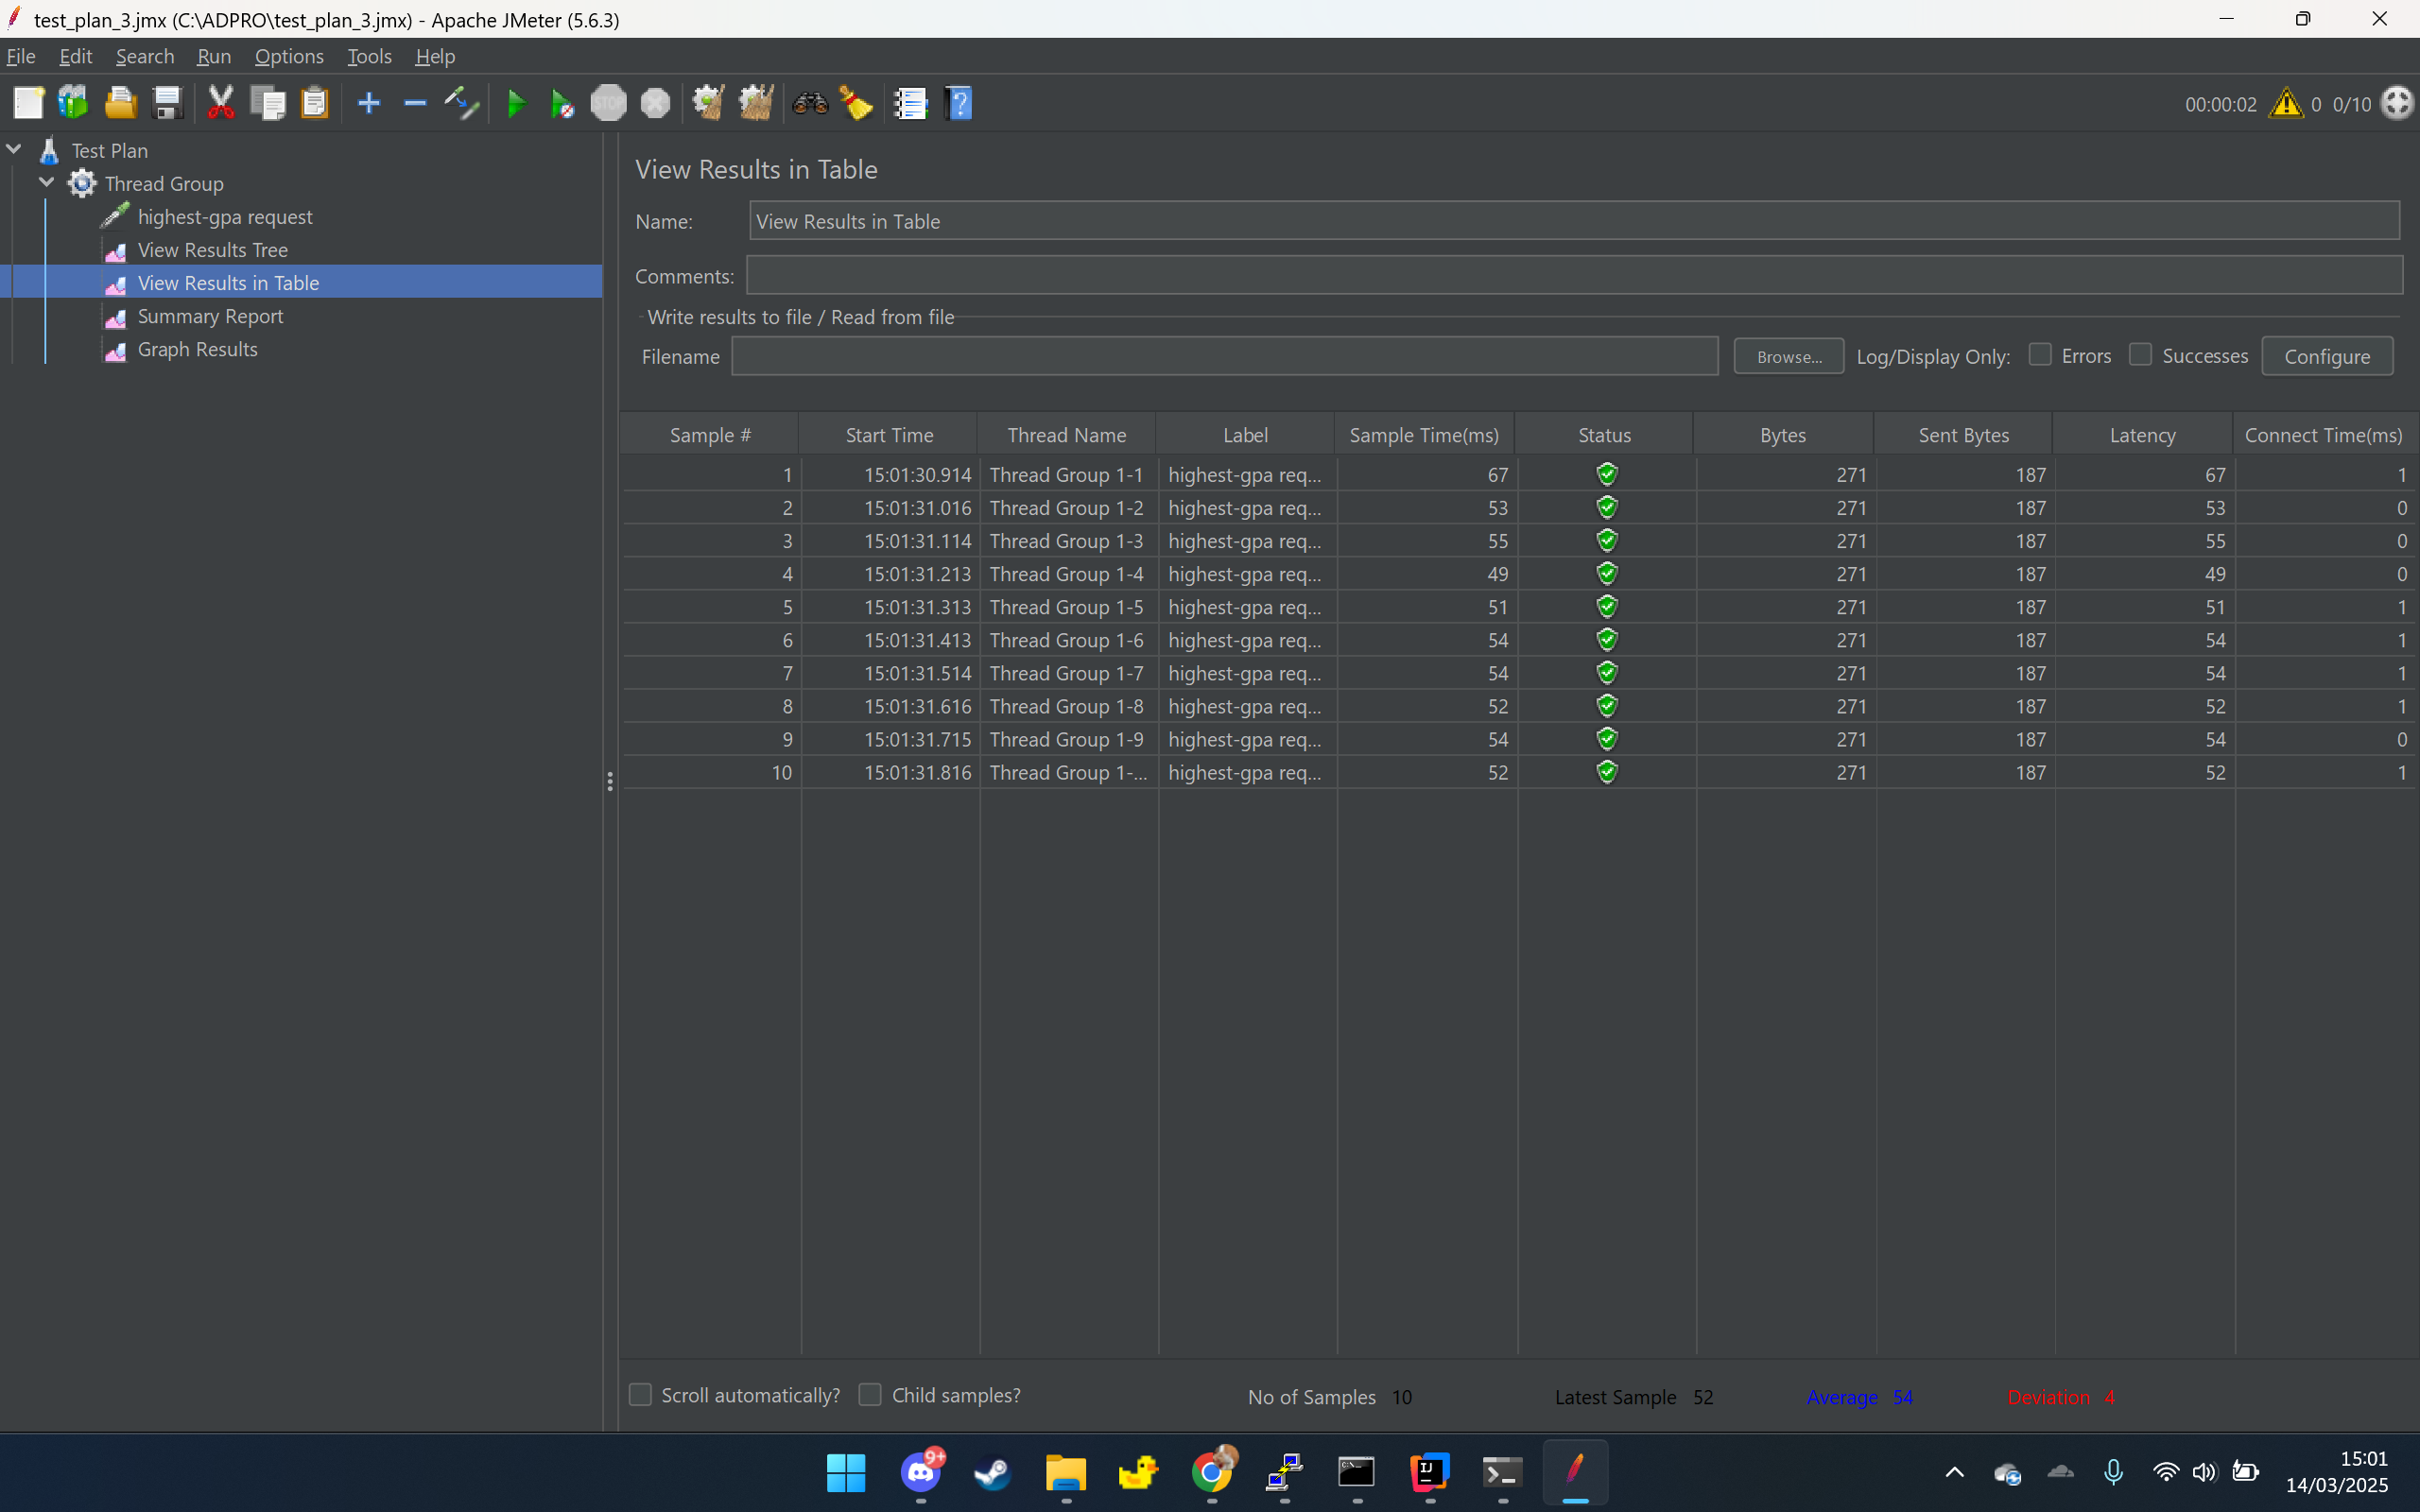 test_plan_3.jmx (C:\ADPRO\test_plan_3.jmx) - Apache JMeter (5.6.3)
File Edit Search Run Options Tools Help
STOP
00:00:02 0 0/10
Test Plan
Thread Group
highest-gpa request
View Results Tree
View Results in Table
Summary Report
Graph Results
View Results in Table
Name: View Results in Table
Comments:
Write results to file / Read from file
Filename Browse... Log/Display Only: Errors Successes Configure
Sample # Start Time Thread Name Label Sample Time(ms) Status Bytes Sent Bytes Latency Connect Time(ms)
1 15:01:30.914 Thread Group 1-1 highest-gpa req... 67 271 187 67 1
2 15:01:31.016 Thread Group 1-2 highest-gpa req... 53 271 187 53 0
3 15:01:31.114 Thread Group 1-3 highest-gpa req... 55 271 187 55 0
4 15:01:31.213 Thread Group 1-4 highest-gpa req... 49 271 187 49 0
5 15:01:31.313 Thread Group 1-5 highest-gpa req... 51 271 187 51 1
6 15:01:31.413 Thread Group 1-6 highest-gpa req... 54 271 187 54 1
7 15:01:31.514 Thread Group 1-7 highest-gpa req... 54 271 187 54 1
8 15:01:31.616 Thread Group 1-8 highest-gpa req... 52 271 187 52 1
9 15:01:31.715 Thread Group 1-9 highest-gpa req... 54 271 187 54 0
10 15:01:31.816 Thread Group 1-... highest-gpa req... 52 271 187 52 1
Scroll automatically? Child samples? No of Samples 10 Latest Sample 52 Average 54 Deviation 4
9+
IJ
15:01
14/03/2025